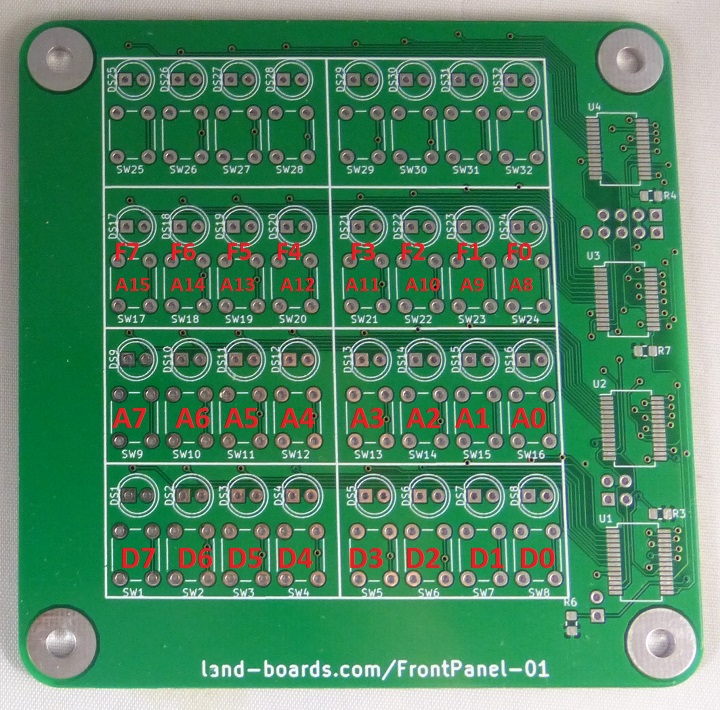 DS25 DS26 DS27 DS28 DS29 DS30 DS31 DS32
U4
SW25 SW26 SW27 SW28 SW29 SW30 SW31 SW32
R4
DS17 DS18 DS19 DS20 DS21 DS22 DS23 DS24
F7 F6 F5 F4 F3 F2 F1 F0
U3
A15 A14 A13 A12 A11 A10 A9 A8
SW17 SW18 SW19 SW20 SW21 SW22 SW23 SW24
DS9 DS10 DS11 DS12 DS13 DS14 DS15 DS16
R7
U2
A7 A6 A5 A4 A3 A2 A1 A0
SW9 SW10 SW11 SW12 SW13 SW14 SW15 SW16
DS1 DS2 DS3 DS4 DS5 DS6 DS7 DS8
R3
U1
D7 D6 D5 D4 D3 D2 D1 D0
SW1 SW2 SW3 SW4 SW5 SW6 SW7 SW8
R6
land-boards.com/FrontPanel-01